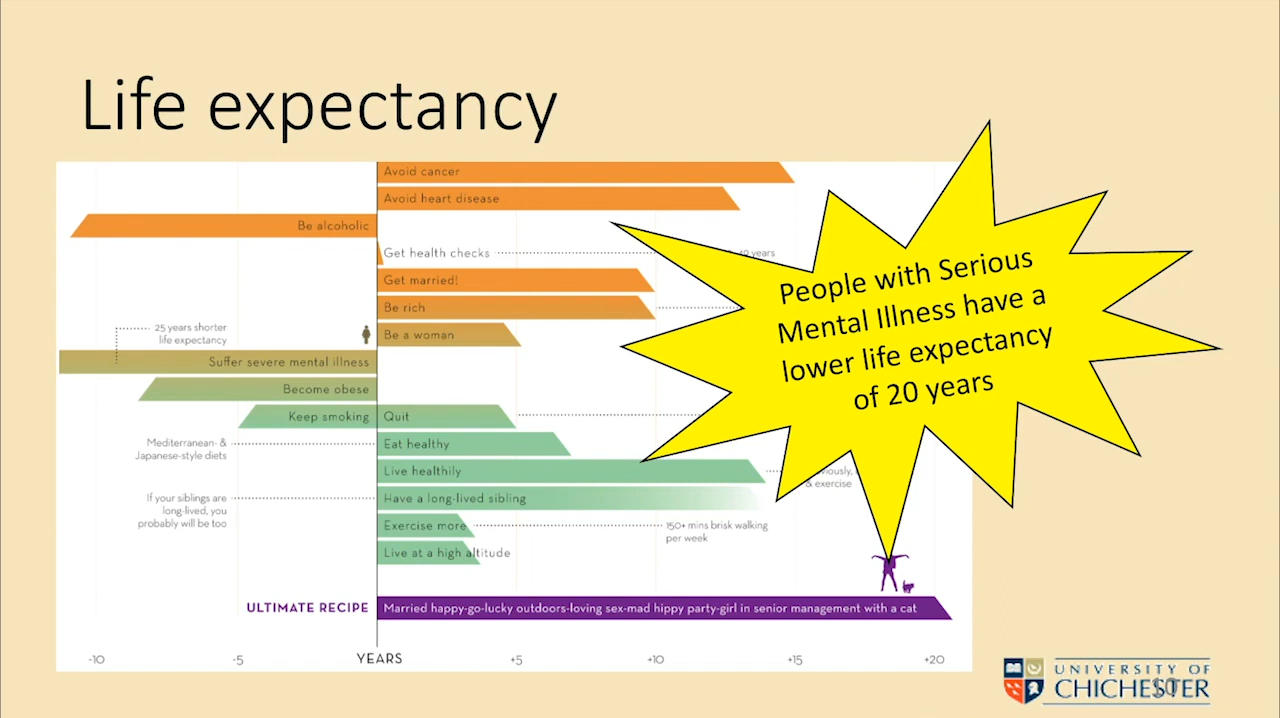 Life expectancy
Avoid cancer
Avoid heart disease
Be alcoholic
Get health checks
years
Get married!
Be rich
25 years shorter
life expectancy
Be a woman
Suffer severe mental illness
Become obese
Keep smoking
Quit
Mediterranean- &
Japanese-style diets
Eat healthy
Live healthily
& exercise
If your siblings are
long-lived, you
probably will be too
Have a long-lived sibling
Exercise more
150+ mins brisk walking
per week
Live at a high altitude
ULTIMATE RECIPE
Married happy-go-lucky outdoors-loving sex-mad hippy party-girl in senior management with a cat
-10
-5
YEARS
+5
+10
+15
+20
People with Serious
Mental Illness have a
lower life expectancy
of 20 years
UNIVERSITY OF
CHICHESTER
10